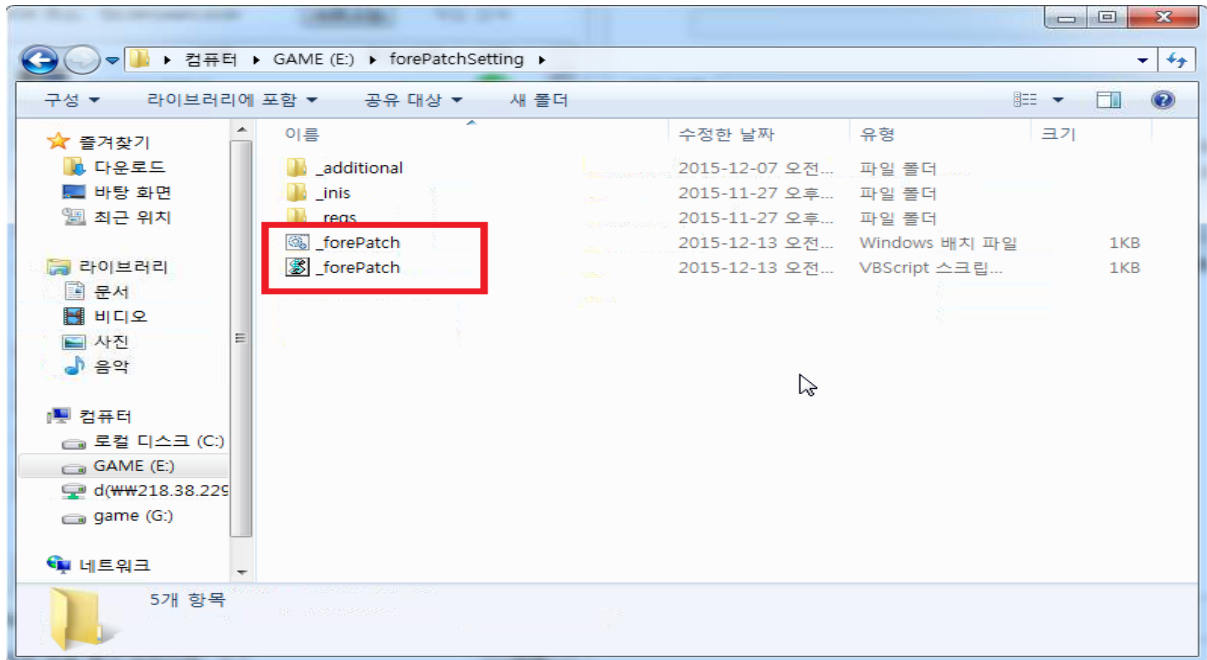 컴퓨터 ▸ GAME (E:) ▸ forePatchSetting ▸
구성 라이브러리에 포함 공유 대상 새 폴더
즐겨찾기
다운로드
바탕 화면
최근 위치
라이브러리
문서
비디오
사진
음악
컴퓨터
로컬 디스크 (C:)
GAME (E:)
d(₩₩218.38.229
game (G:)
네트워크
이름 수정한 날짜 유형 크기
_additional 2015-12-07 오전... 파일 폴더
_inis 2015-11-27 오후... 파일 폴더
_regs 2015-11-27 오후... 파일 폴더
_forePatch 2015-12-13 오전... Windows 배치 파일 1KB
_forePatch 2015-12-13 오전... VBScript 스크립... 1KB
5개 항목